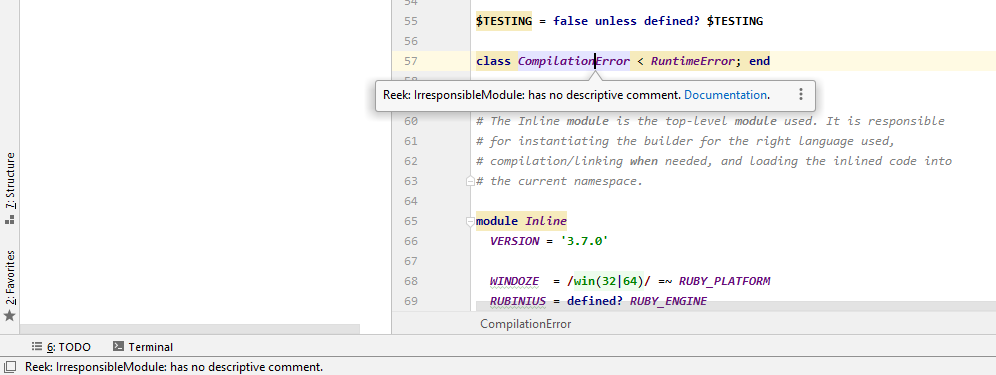 54
55 $TESTING = false unless defined? $TESTING
56
57 class CompilationError < RuntimeError; end
Reek: IrresponsibleModule: has no descriptive comment. Documentation.
60 # The Inline module is the top-level module used. It is responsible
61 # for instantiating the builder for the right language used,
62 # compilation/linking when needed, and loading the inlined code into
63 # the current namespace.
64
65 module Inline
66 VERSION = '3.7.0'
67
68 WINDOZE = /win(32|64)/ =~ RUBY_PLATFORM
69 RUBINIUS = defined? RUBY_ENGINE
CompilationError
7: Structure
2: Favorites
6: TODO Terminal
Reek: IrresponsibleModule: has no descriptive comment.